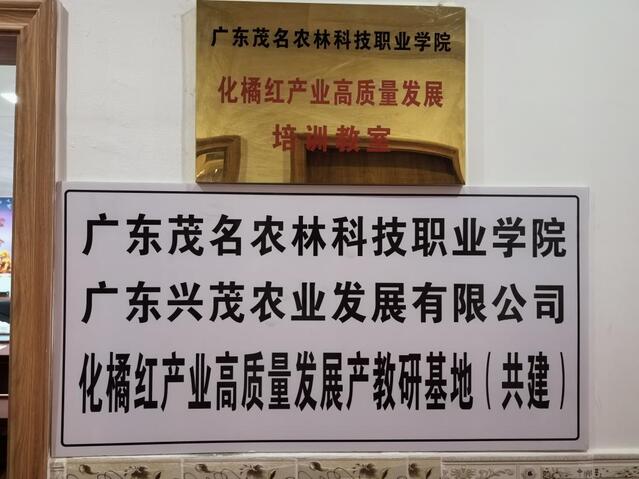 广东茂名农林科技职业学院
化橘红产业高质量发展
培训教室
广东茂名农林科技职业学院
广东兴茂农业发展有限公司
化橘红产业高质量发展产教研基地（共建）